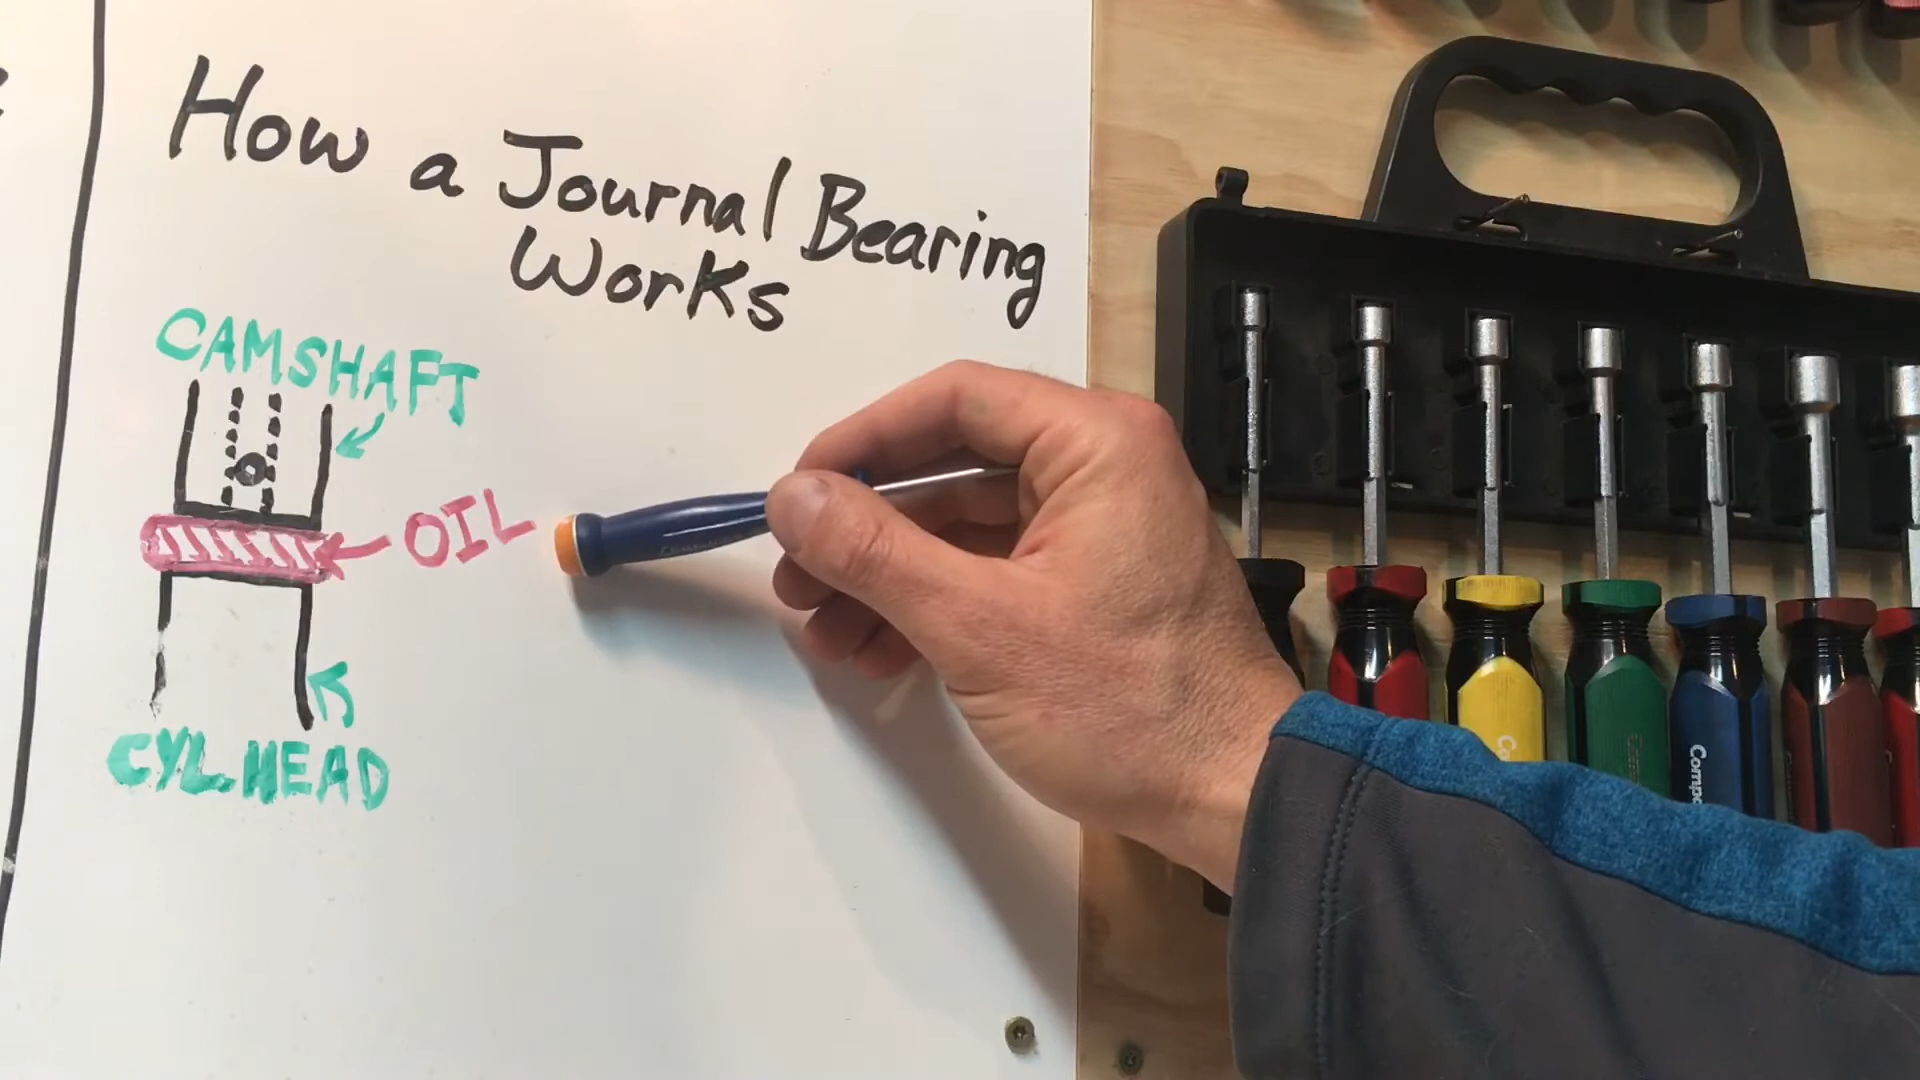 How a Journal Bearing
Works
CAMSHAFT
OIL
CYL.HEAD